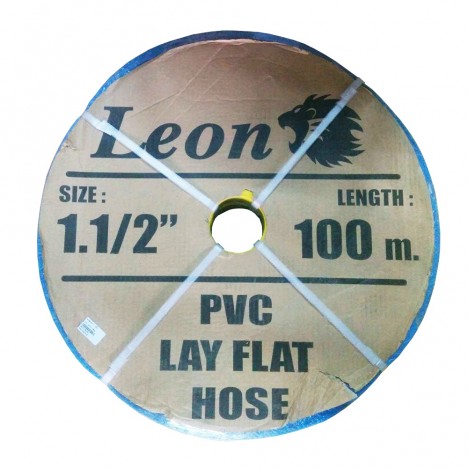 Leon
SIZE : LENGTH :
1.1/2” 100 m.
PVC
LAY FLAT
HOSE